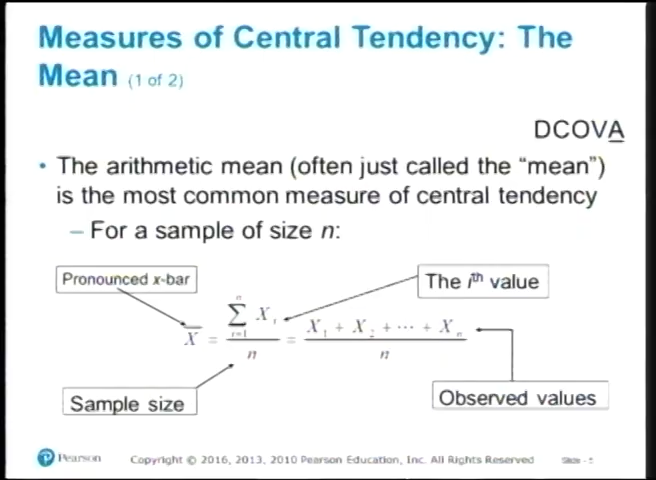 Measures of Central Tendency: The
Mean (1 of 2)
DCOVA
• The arithmetic mean (often just called the “mean”)
is the most common measure of central tendency
– For a sample of size n:
Pronounced x-bar
The ith value
X̄ = ∑ⁿᵢ₌₁ Xᵢ / n = X₁ + X₂ + ⋯ + Xₙ / n
Sample size
Observed values
Pearson
Copyright © 2016, 2013, 2010 Pearson Education, Inc. All Rights Reserved